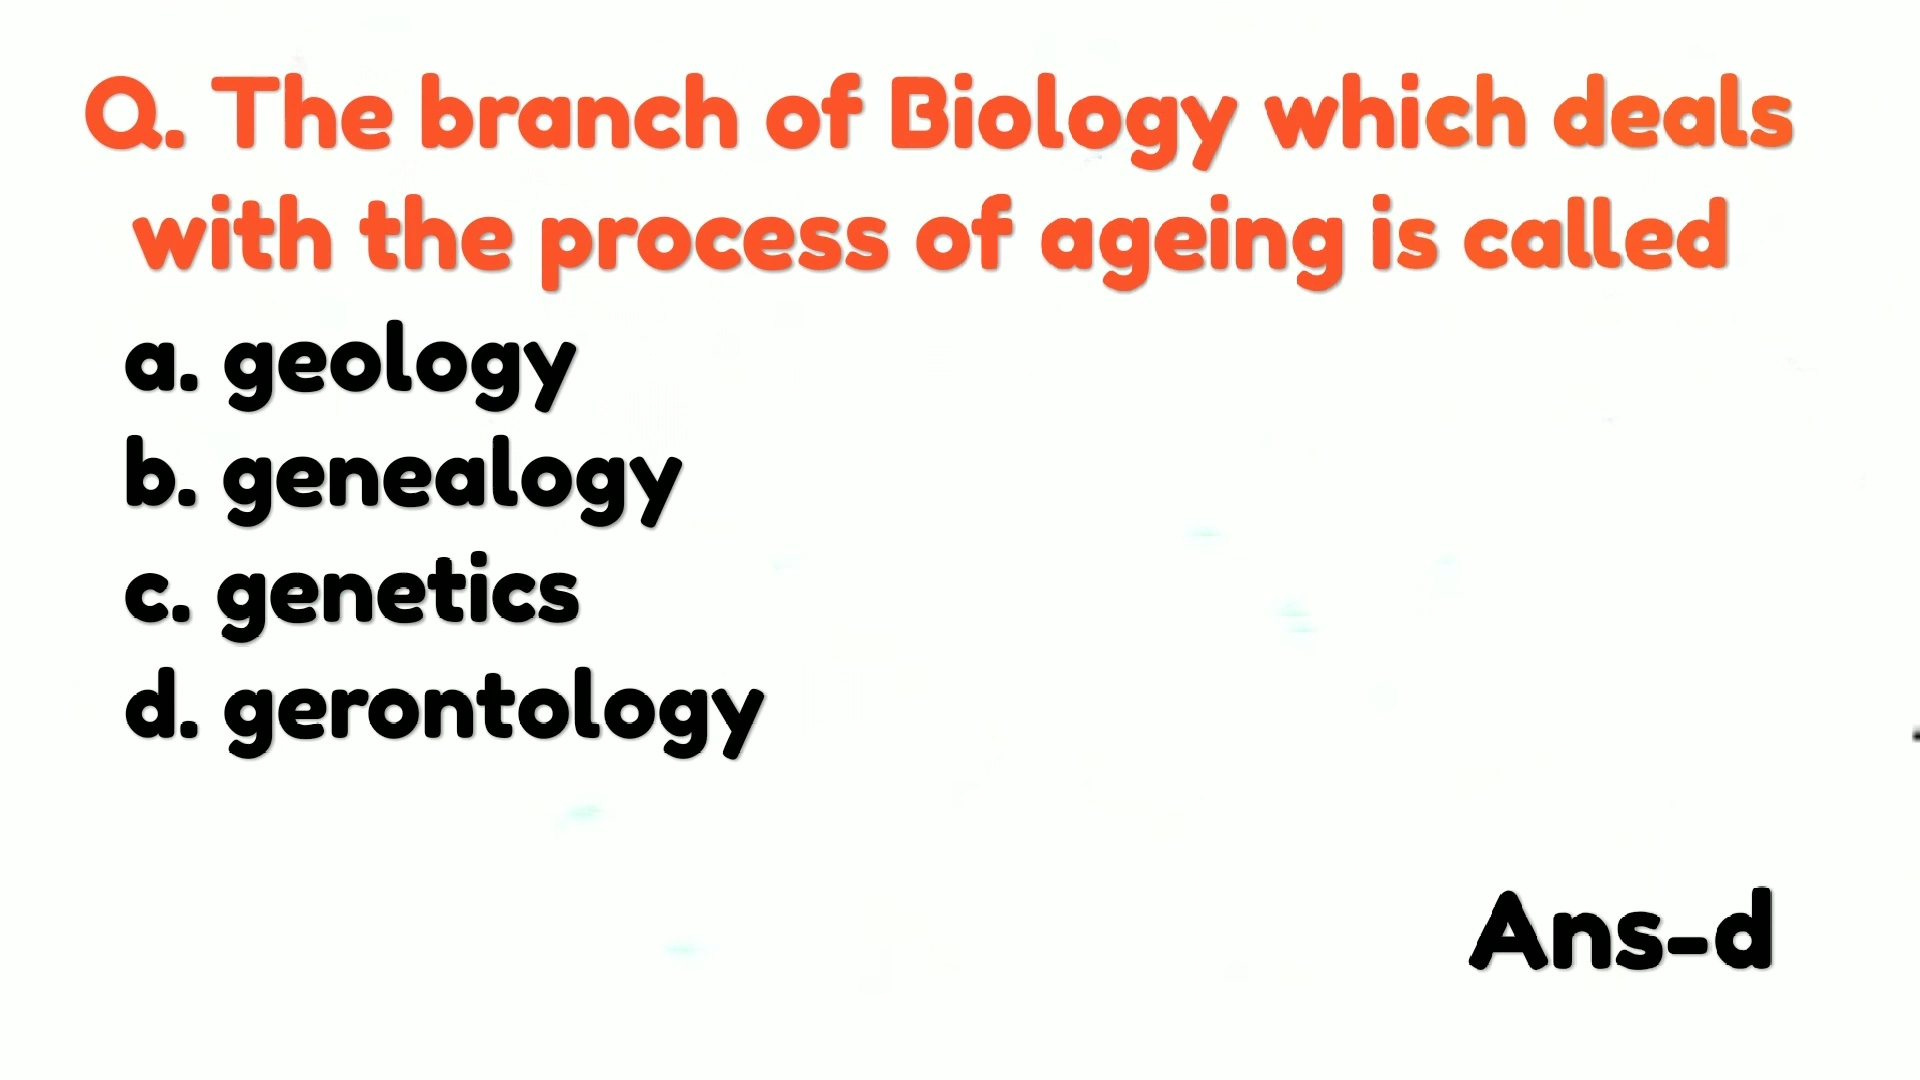 Q. The branch of Biology which deals
with the process of ageing is called
a. geology
b. genealogy
c. genetics
d. gerontology
Ans-d